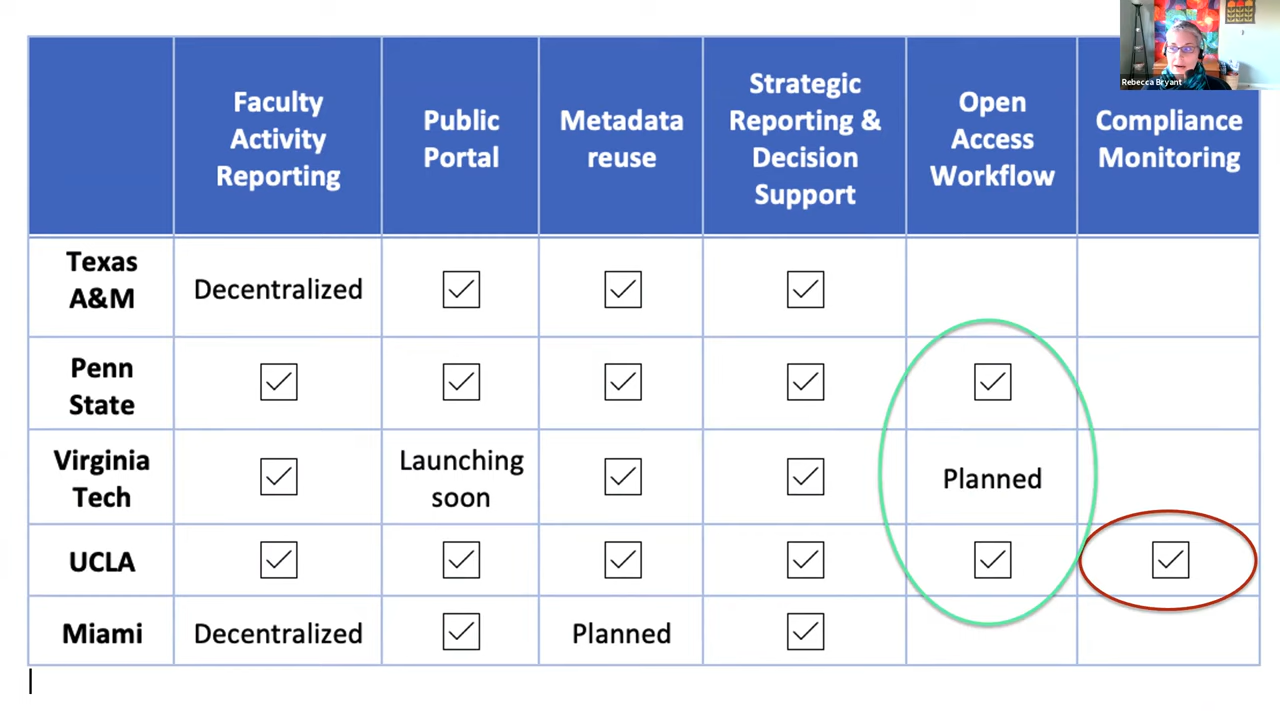 Rebecca Bryant
Faculty
Activity
Reporting
Public
Portal
Metadata
reuse
Strategic
Reporting &
Decision
Support
Open
Access
Workflow
Compliance
Monitoring
Texas
A&M
Decentralized
Penn
State
Virginia
Tech
Launching
soon
Planned
UCLA
Miami
Decentralized
Planned